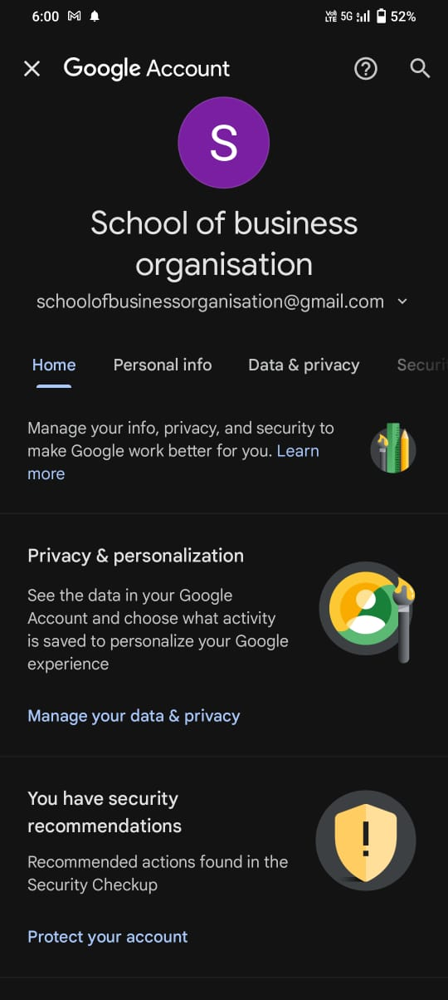 6:00 VoD LTE 5G 52%
Google Account
S
School of business
organisation
schoolofbusinessorganisation@gmail.com
Home Personal info Data & privacy Securi
Manage your info, privacy, and security to
make Google work better for you. Learn
more
Privacy & personalization
See the data in your Google
Account and choose what activity
is saved to personalize your Google
experience
Manage your data & privacy
You have security
recommendations
Recommended actions found in the
Security Checkup
Protect your account